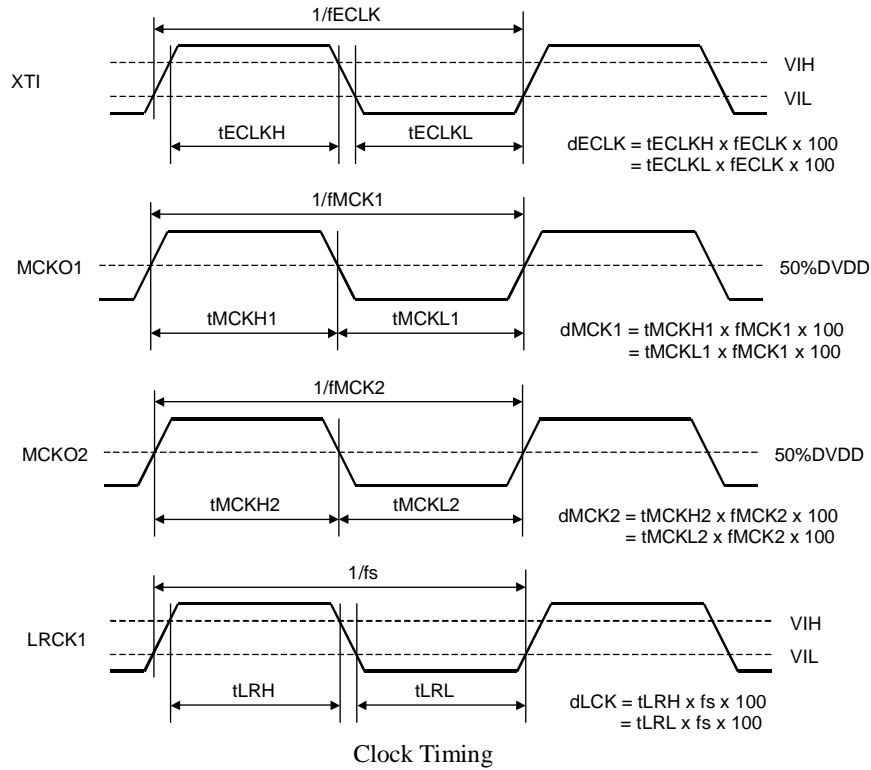 1/fECLK
XTI
VIH
VIL
tECLKH
tECLKL
dECLK = tECLKH x fECLK x 100
= tECLKL x fECLK x 100
1/fMCK1
MCKO1
50%DVDD
tMCKH1
tMCKL1
dMCK1 = tMCKH1 x fMCK1 x 100
= tMCKL1 x fMCK1 x 100
1/fMCK2
MCKO2
50%DVDD
tMCKH2
tMCKL2
dMCK2 = tMCKH2 x fMCK2 x 100
= tMCKL2 x fMCK2 x 100
1/fs
LRCK1
VIH
VIL
tLRH
tLRL
dLCK = tLRH x fs x 100
= tLRL x fs x 100
Clock Timing